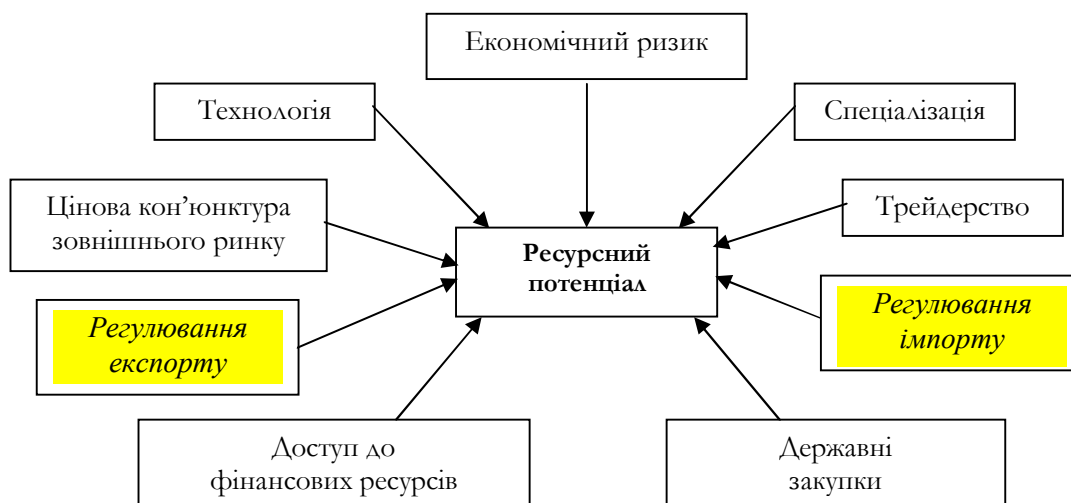 Економічний ризик
Технологія
Спеціалізація
Цінова кон’юнктура
зовнішнього ринку
Трейдерство
Ресурсний
потенціал
Регулювання
експорту
Регулювання
імпорту
Доступ до
фінансових ресурсів
Державні
закупки